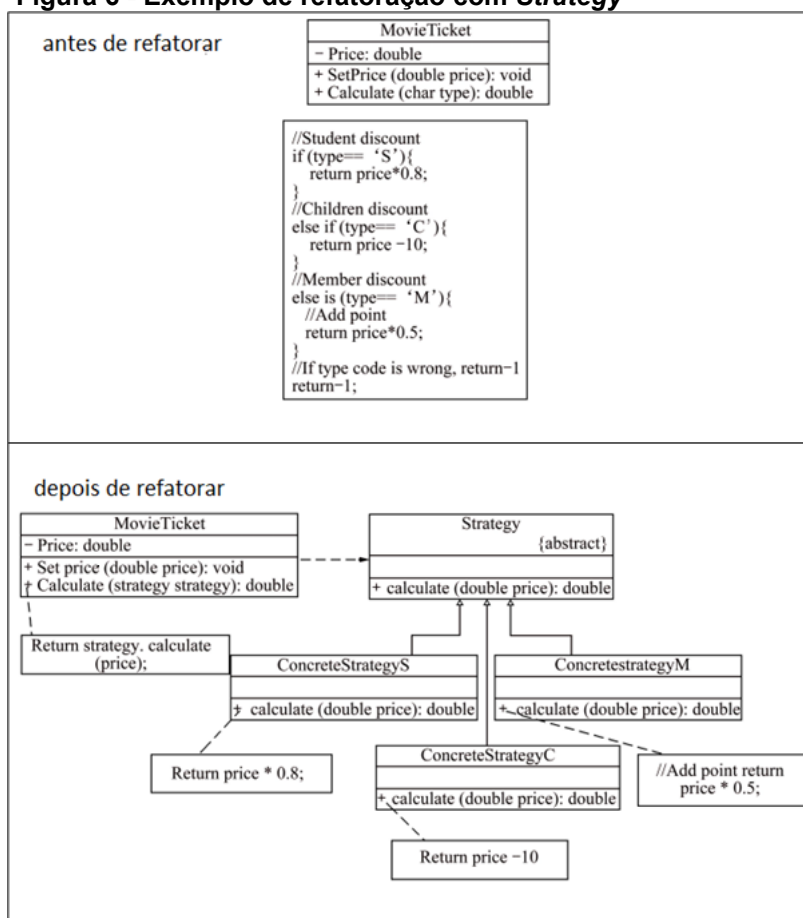 Figura 6 - Exemplo de refatoração com Strategy
antes de refatorar
MovieTicket
− Price: double
+ SetPrice (double price): void
+ Calculate (char type): double
//Student discount
if (type== ‘S’){
return price*0.8;
}
//Children discount
else if (type== ‘C’){
return price −10;
}
//Member discount
else is (type== ‘M’){
//Add point
return price*0.5;
}
//If type code is wrong, return−1
return−1;
depois de refatorar
MovieTicket
− Price: double
+ Set price (double price): void
+ Calculate (strategy strategy): double
Return strategy. calculate
(price);
Strategy
{abstract}
+ calculate (double price): double
ConcreteStrategyS
+ calculate (double price): double
Return price * 0.8;
ConcretestrategyM
+ calculate (double price): double
//Add point return
price * 0.5;
ConcreteStrategyC
+ calculate (double price): double
Return price −10